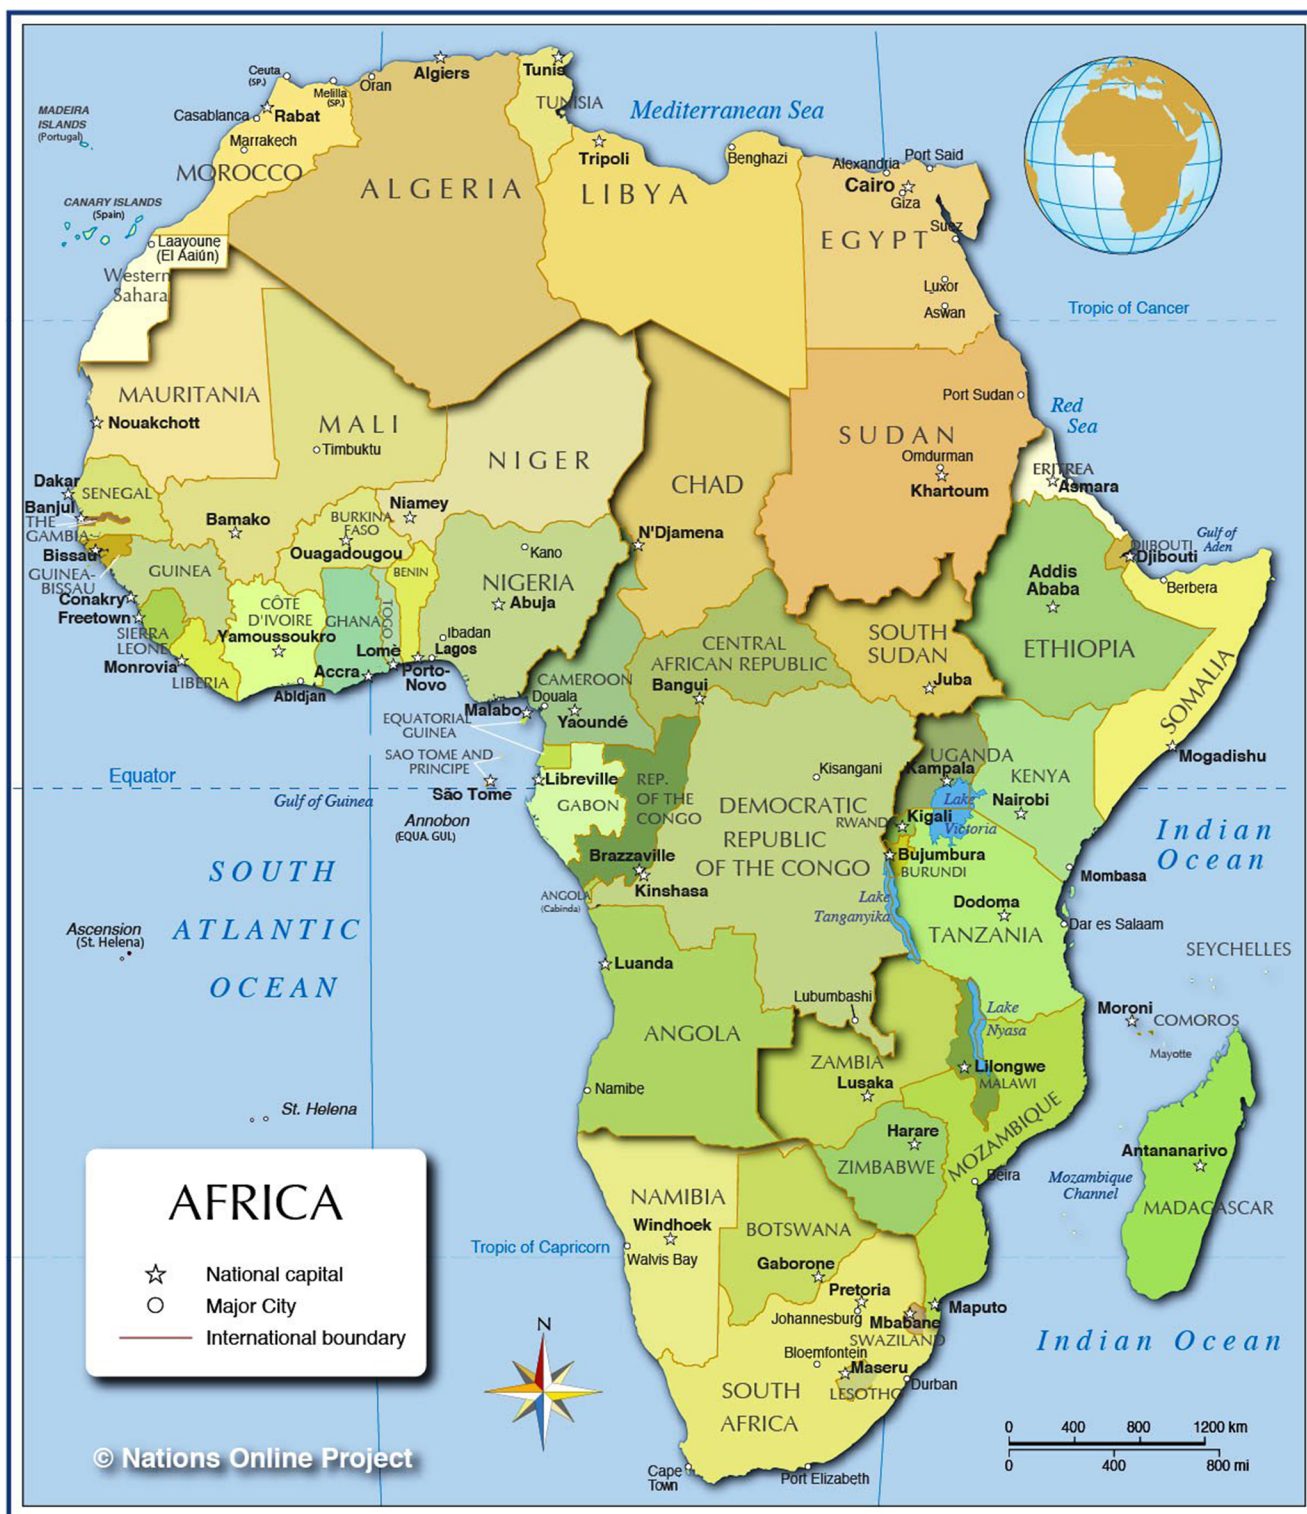 Ceuta
(SP.)
Melilla
(SP.)
Oran
Algiers
Tunis
TUNISIA
Mediterranean Sea
MADEIRA
ISLANDS
(Portugal)
Casablanca
Rabat
Marrakech
MOROCCO
ALGERIA
Tripoli
LIBYA
Benghazi
Alexandria
Port Said
Cairo
Giza
Suez
EGYPT
Luxor
Aswan
CANARY ISLANDS
(Spain)
Laayoune
(El Aaiún)
Western
Sahara
Tropic of Cancer
MAURITANIA
Nouakchott
MALI
Timbuktu
NIGER
CHAD
SUDAN
Port Sudan
Omdurman
Khartoum
Red
Sea
ERITREA
Asmara
Dakar
SENEGAL
Banjul
THE
GAMBIA
Bissau
GUINEA-
BISSAU
Bamako
BURKINA
FASO
Ouagadougou
Niamey
N'Djamena
Kano
NIGERIA
Abuja
BENIN
GUINEA
Conakry
Freetown
SIERRA
LEONE
Monrovia
LIBERIA
CÔTE
D'IVOIRE
Yamoussoukro
Abidjan
GHANA
Accra
TOGO
Lomè
Ibadan
Lagos
Porto-
Novo
DJIBOUTI
Djibouti
Gulf of
Aden
Berbera
Addis
Ababa
ETHIOPIA
SOMALIA
Mogadishu
SOUTH
SUDAN
Juba
CENTRAL
AFRICAN REPUBLIC
Bangui
CAMEROON
Douala
Yaoundé
Malabo
EQUATORIAL
GUINEA
SAO TOME AND
PRINCIPE
São Tome
Equator
Gulf of Guinea
Annobon
(EQUA. GUL)
Libreville
GABON
REP.
OF THE
CONGO
Brazzaville
Kinshasa
ANGOLA
(Cabinda)
Kisangani
DEMOCRATIC
REPUBLIC
OF THE CONGO
UGANDA
Kampala
KENYA
Nairobi
Lake
Victoria
RWAND
Kigali
Bujumbura
BURUNDI
Lake
Tanganyika
Mombasa
Dodoma
TANZANIA
Dar es Salaam
Indian
Ocean
SEYCHELLES
SOUTH
ATLANTIC
OCEAN
Ascension
(St. Helena)
St. Helena
Luanda
ANGOLA
Namibe
Lubumbashi
ZAMBIA
Lusaka
Lake
Nyasa
Lilongwe
MALAWI
Moroni
COMOROS
Mayotte
MOZAMBIQUE
Harare
ZIMBABWE
Beira
Mozambique
Channel
Antananarivo
MADAGASCAR
NAMIBIA
Windhoek
Walvis Bay
Tropic of Capricorn
BOTSWANA
Gaborone
Pretoria
Johannesburg
Mbabane
SWAZILAND
Maputo
Bloemfontein
Maseru
LESOTHO
Durban
SOUTH
AFRICA
Cape
Town
Port Elizabeth
Indian Ocean
AFRICA
National capital
Major City
International boundary
N
© Nations Online Project
0 400 800 1200 km
0 400 800 mi